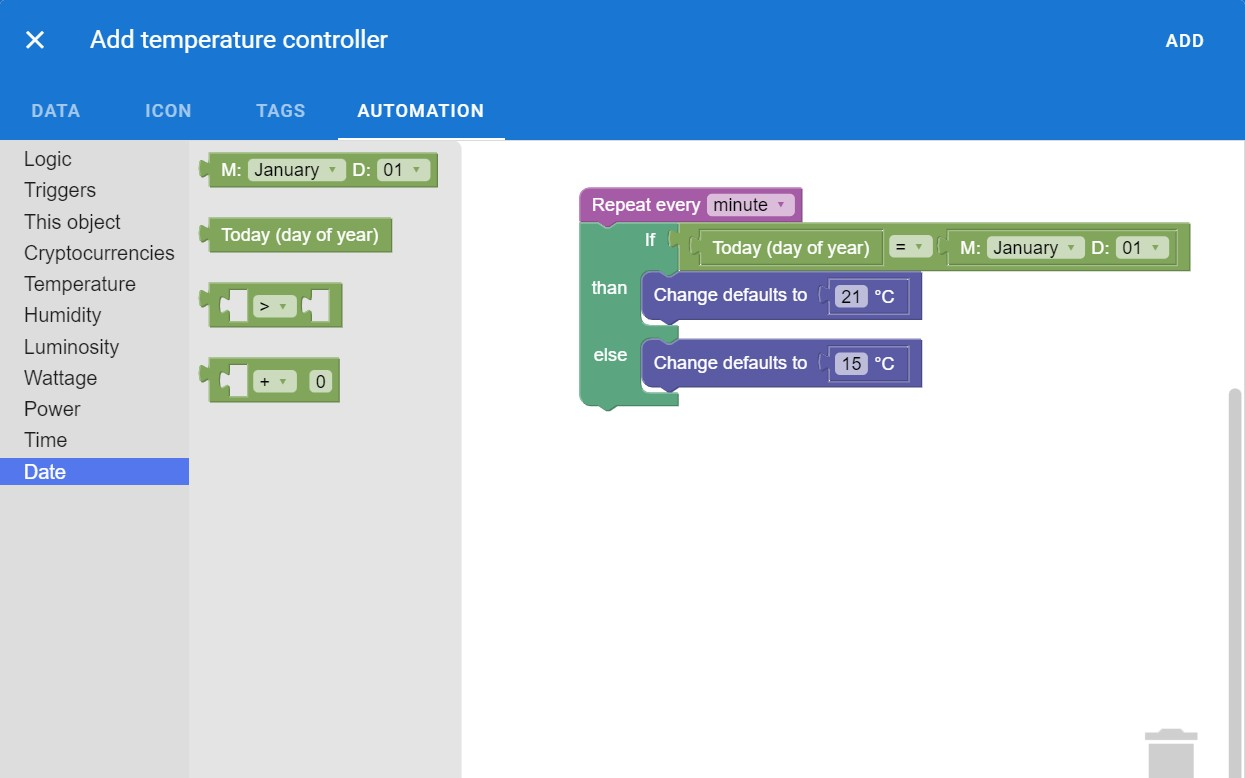 Add temperature controller
ADD
DATA
ICON
TAGS
AUTOMATION
Logic
Triggers
This object
Cryptocurrencies
Temperature
Humidity
Luminosity
Wattage
Power
Time
Date
M: January D: 01
Today (day of year)
>
+ 0
Repeat every minute
If Today (day of year) = M: January D: 01
than Change defaults to 21 °C
else Change defaults to 15 °C